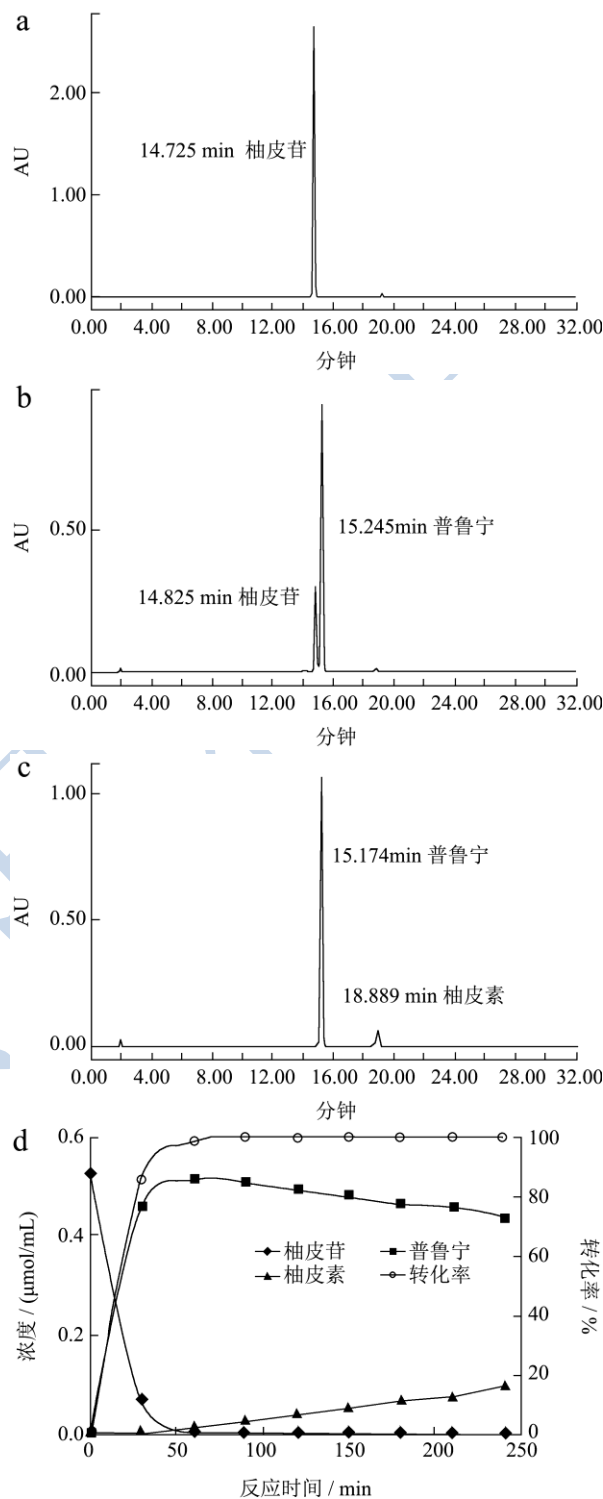 a
2.00
AU
14.725 min 柚皮苷
1.00
0.00
0.00 4.00 8.00 12.00 16.00 20.00 24.00 28.00 32.00
分钟
b
AU
0.50
15.245min 普鲁宁
14.825 min 柚皮苷
0.00
0.00 4.00 8.00 12.00 16.00 20.00 24.00 28.00 32.00
分钟
c
1.00
15.174min 普鲁宁
AU
0.50
18.889 min 柚皮素
0.00
0.00 4.00 8.00 12.00 16.00 20.00 24.00 28.00 32.00
分钟
d
0.6 100
80
0.4
60
浓度 / (μmol/mL)
柚皮苷 普鲁宁
柚皮素 转化率
转化率 / %
0.2
40
20
0.0 0
0 50 100 150 200 250
反应时间 / min